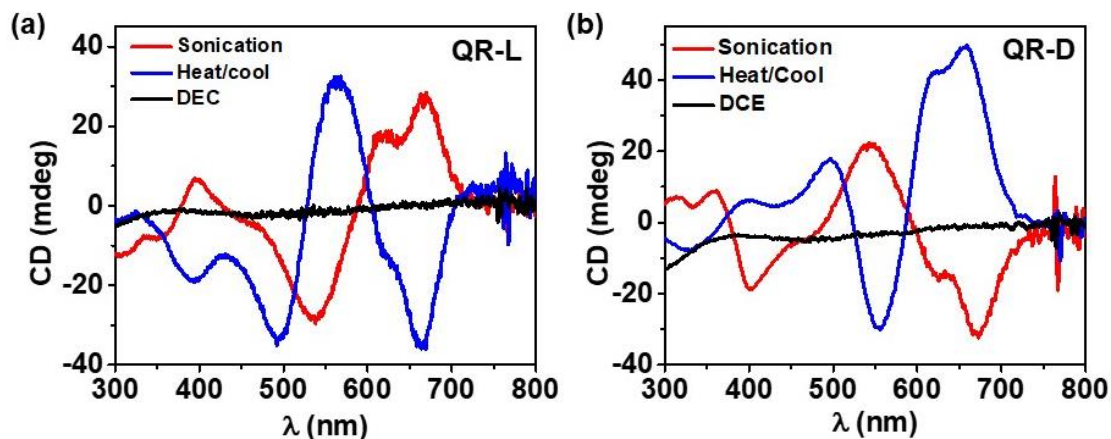 (a)
Sonication
Heat/cool
DEC
QR-L
40
20
0
-20
-40
CD (mdeg)
300 400 500 600 700 800
λ (nm)
(b)
Sonication
Heat/Cool
DCE
QR-D
40
20
0
-20
-40
CD (mdeg)
300 400 500 600 700 800
λ (nm)